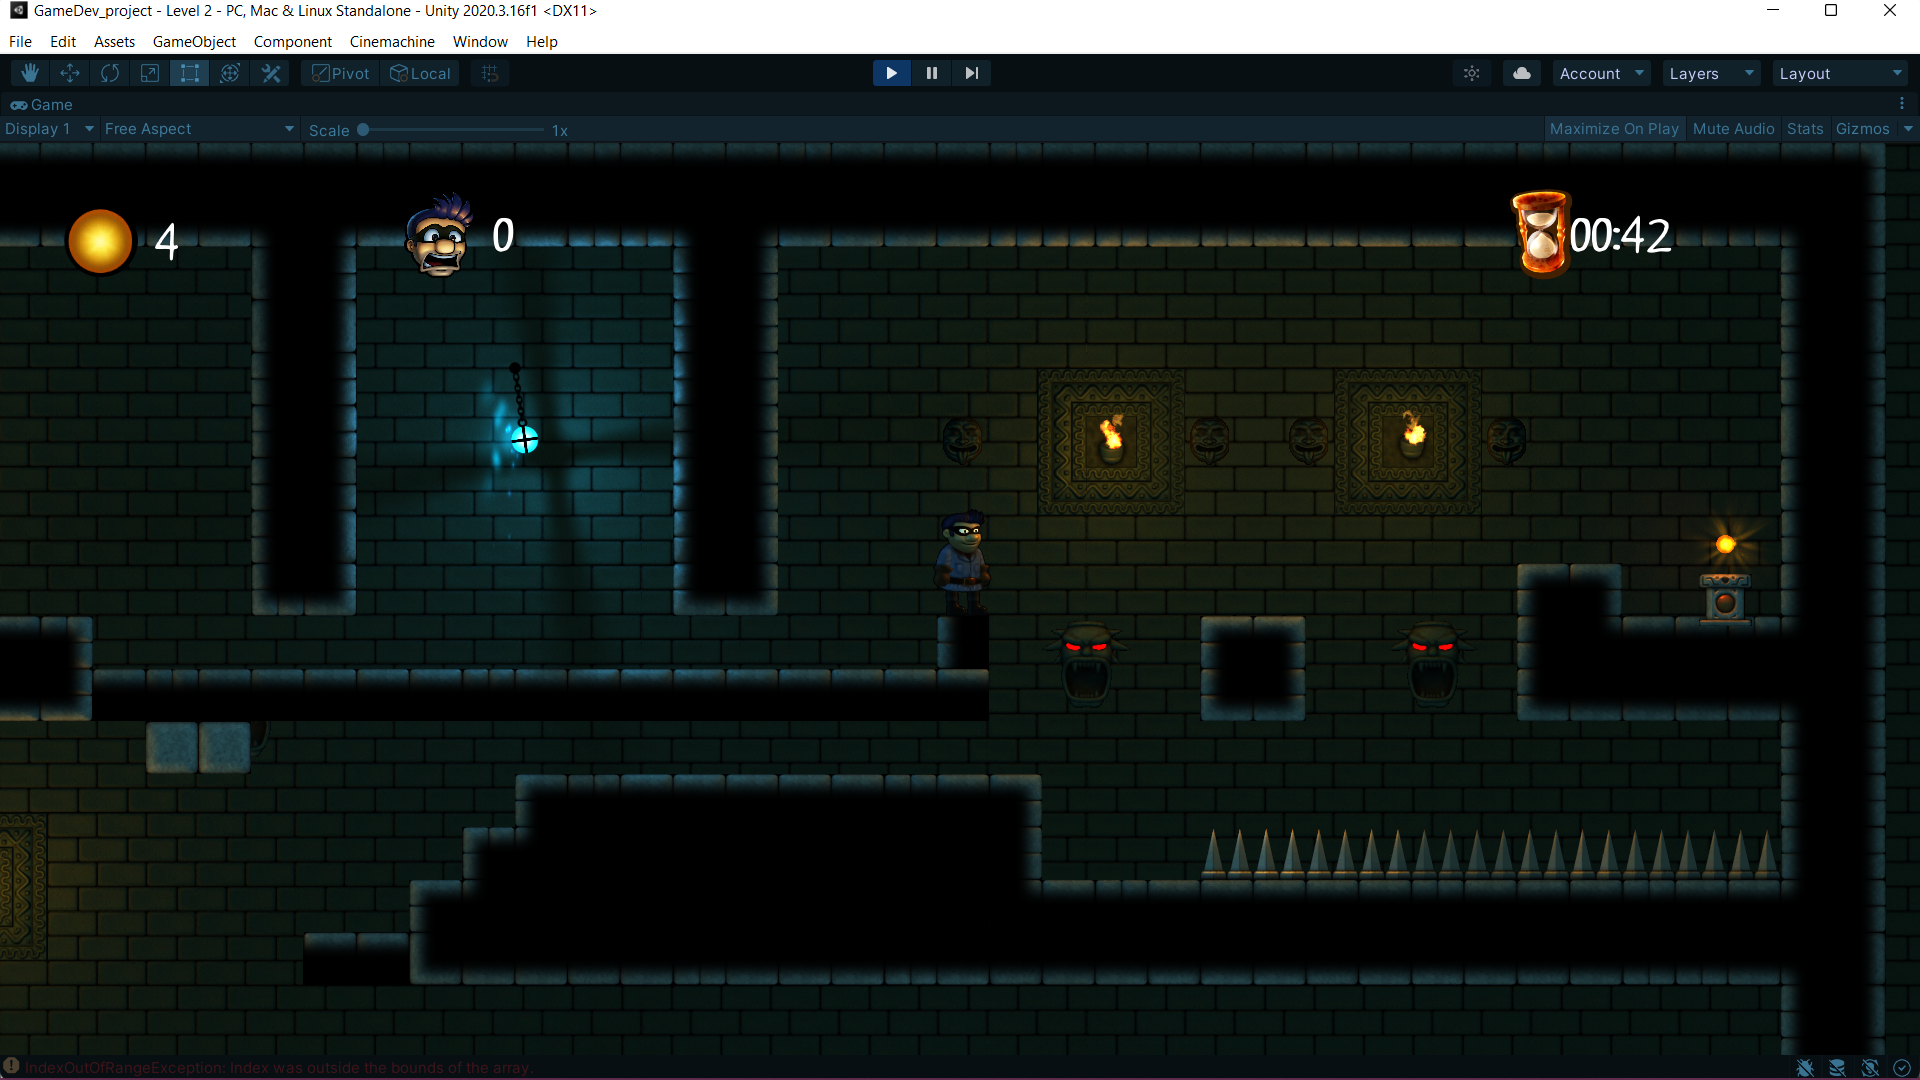 GameDev_project - Level 2 - PC, Mac & Linux Standalone - Unity 2020.3.16f1 <DX11>
File Edit Assets GameObject Component Cinemachine Window Help
Pivot Local Account Layers Layout
Game
Display 1 Free Aspect Scale 1x Maximize On Play Mute Audio Stats Gizmos
4 0 00:42
IndexOutOfRangeException: Index was outside the bounds of the array.